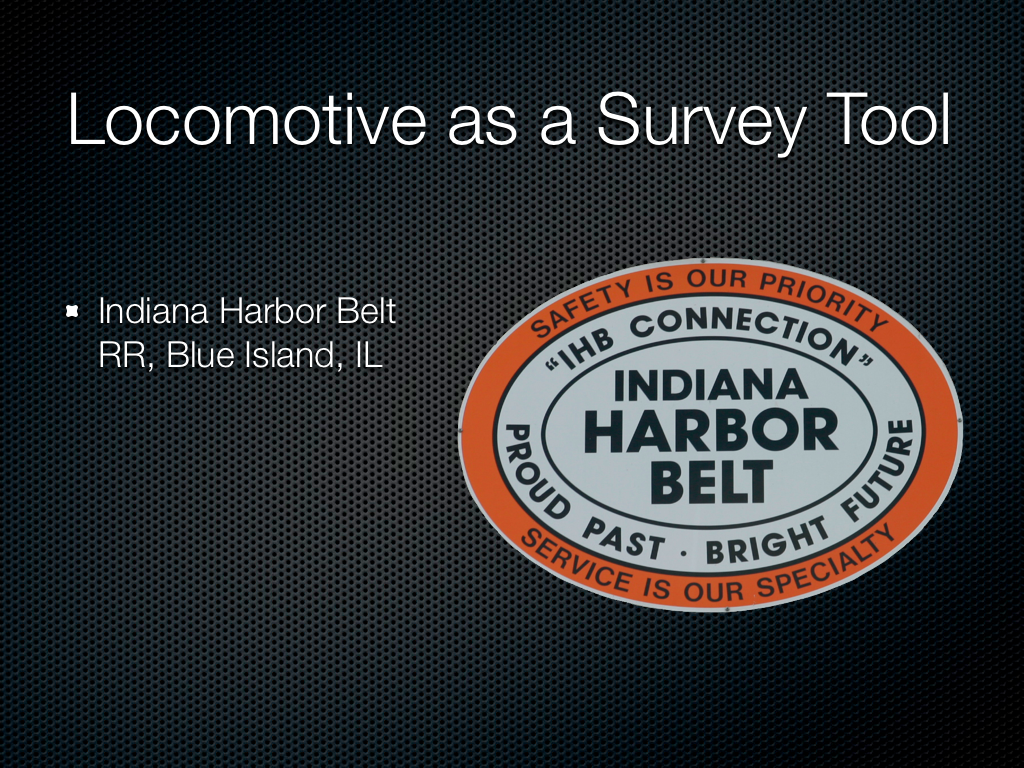 Locomotive as a Survey Tool
Indiana Harbor Belt
RR, Blue Island, IL
SAFETY IS OUR PRIORITY
“IHB CONNECTION”
INDIANA
HARBOR
BELT
PROUD PAST · BRIGHT FUTURE
SERVICE IS OUR SPECIALTY